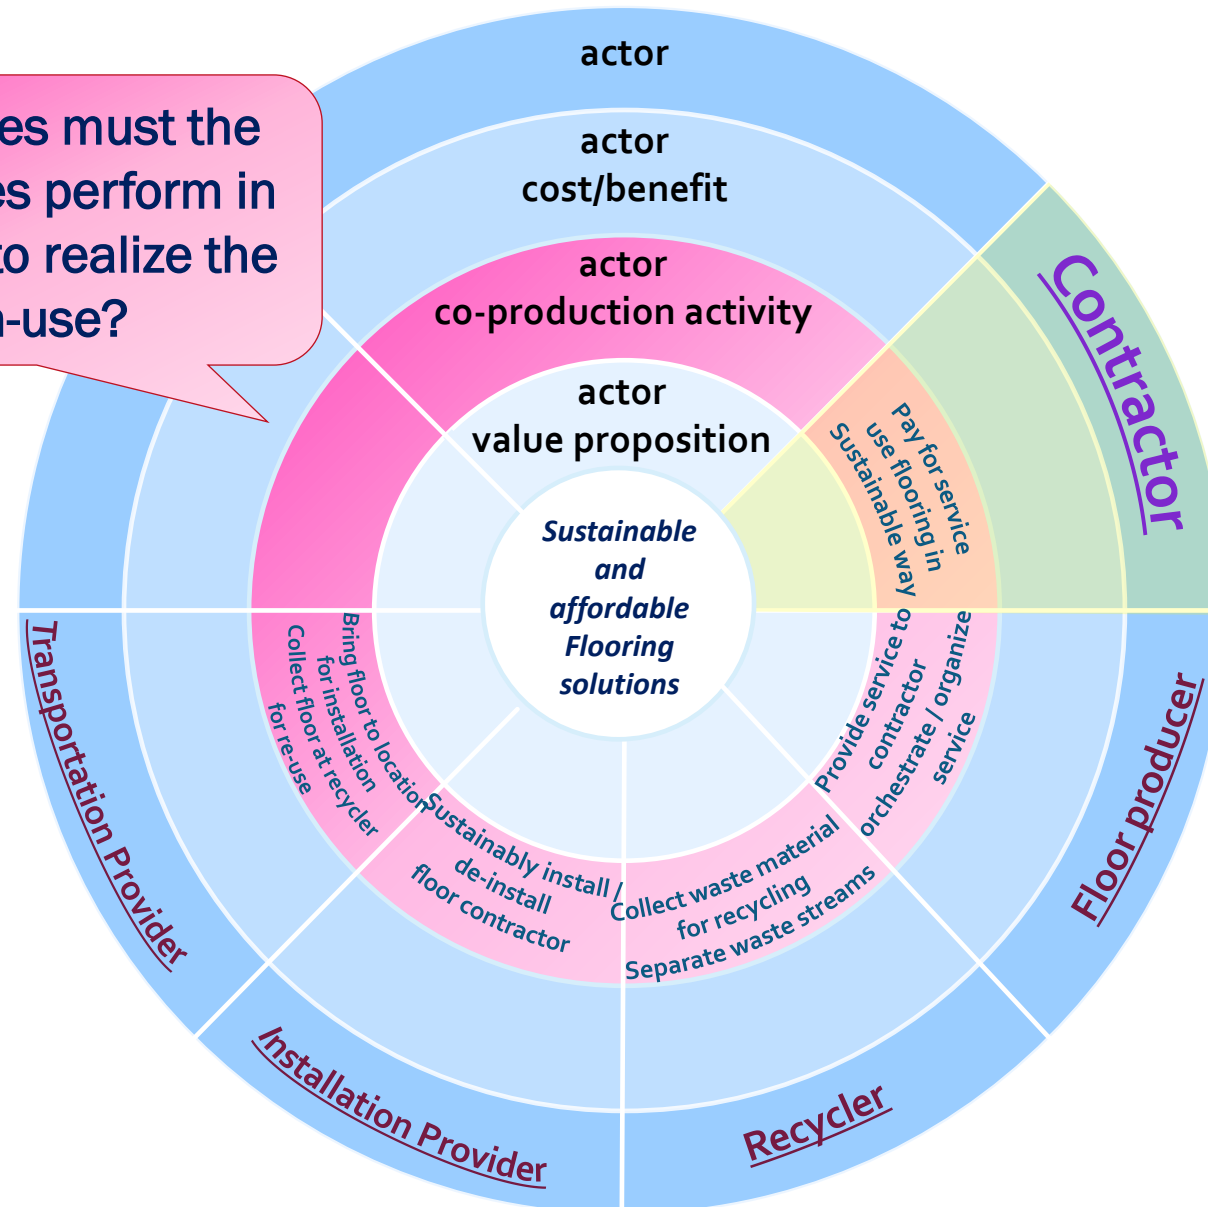 actor
actor
cost/benefit
actor
co-production activity
actor
value proposition
es must the
es perform in
to realize the
-use?
Sustainable
and
affordable
Flooring
solutions
Contractor
Pay for service
use flooring in
Sustainable way
Floor producer
Provide service to
contractor
orchestrate / organize
service
Recycler
Collect waste material
for recycling
Separate waste streams
Installation Provider
Sustainably install /
de-install
floor contractor
Transportation Provider
Bring floor to location
for installation
Collect floor at recycler
for re-use